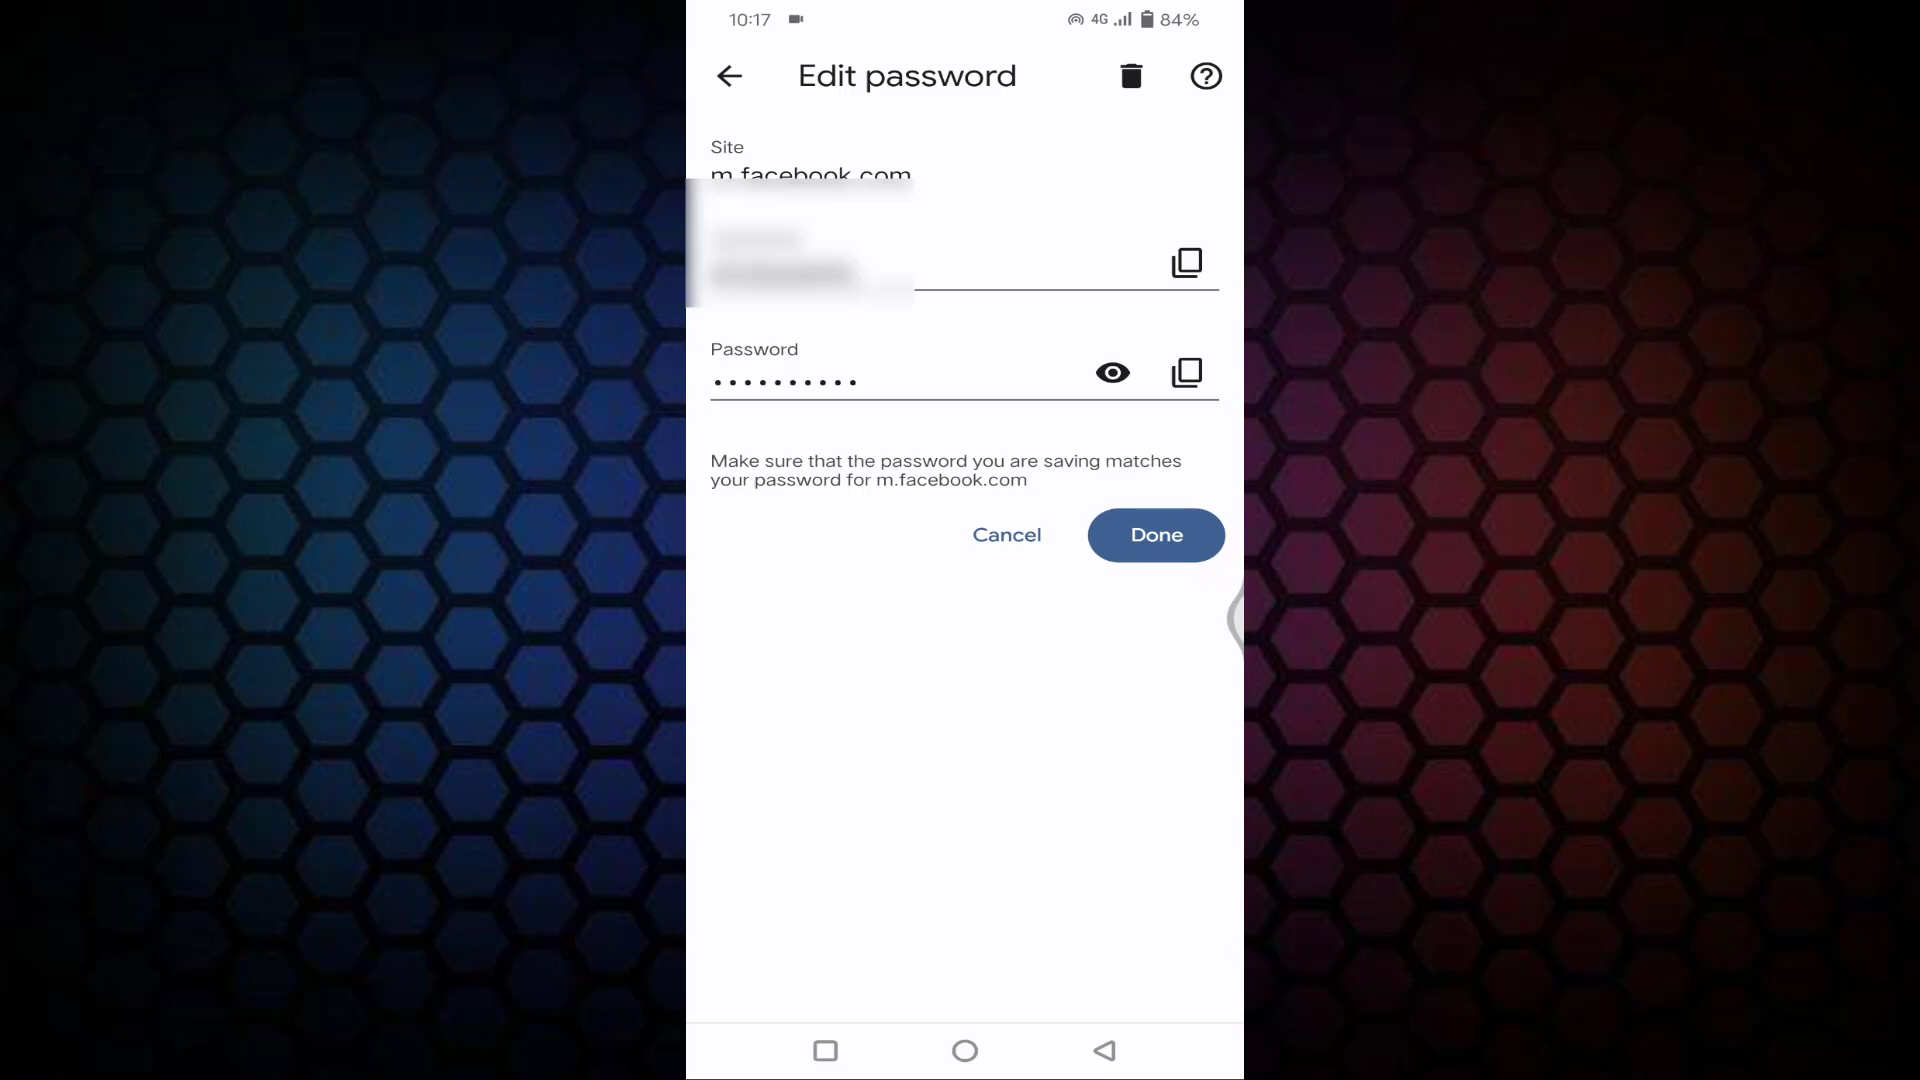 10:17 4G 84%
Edit password
Site
m.facebook.com
Password
Make sure that the password you are saving matches
your password for m.facebook.com
Cancel Done